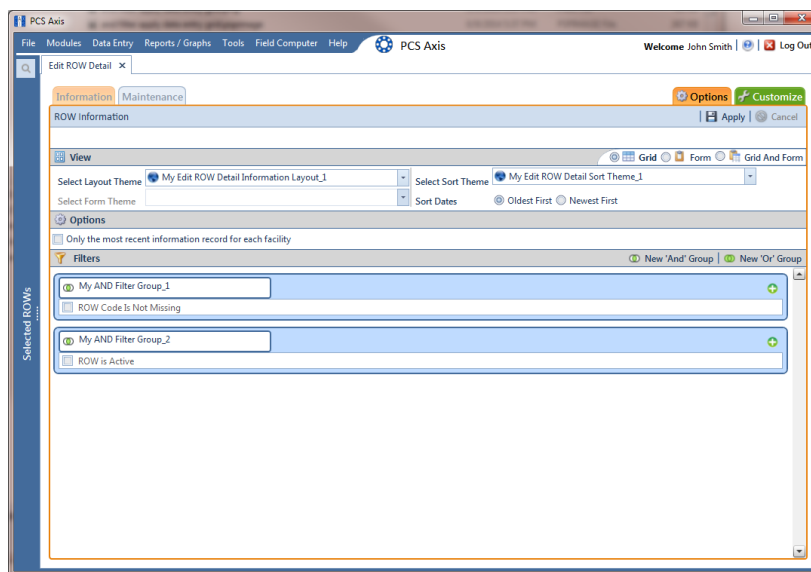 PCS Axis
File Modules Data Entry Reports / Graphs Tools Field Computer Help PCS Axis Welcome John Smith | Log Out
Edit ROW Detail ×
Information Maintenance Options Customize
ROW Information | Apply | Cancel
View Grid Form Grid And Form
Select Layout Theme My Edit ROW Detail Information Layout_1 Select Sort Theme My Edit ROW Detail Sort Theme_1
Select Form Theme Sort Dates Oldest First Newest First
Options
Only the most recent information record for each facility
Filters New 'And' Group | New 'Or' Group
My AND Filter Group_1
ROW Code Is Not Missing
My AND Filter Group_2
ROW is Active
Selected ROWs